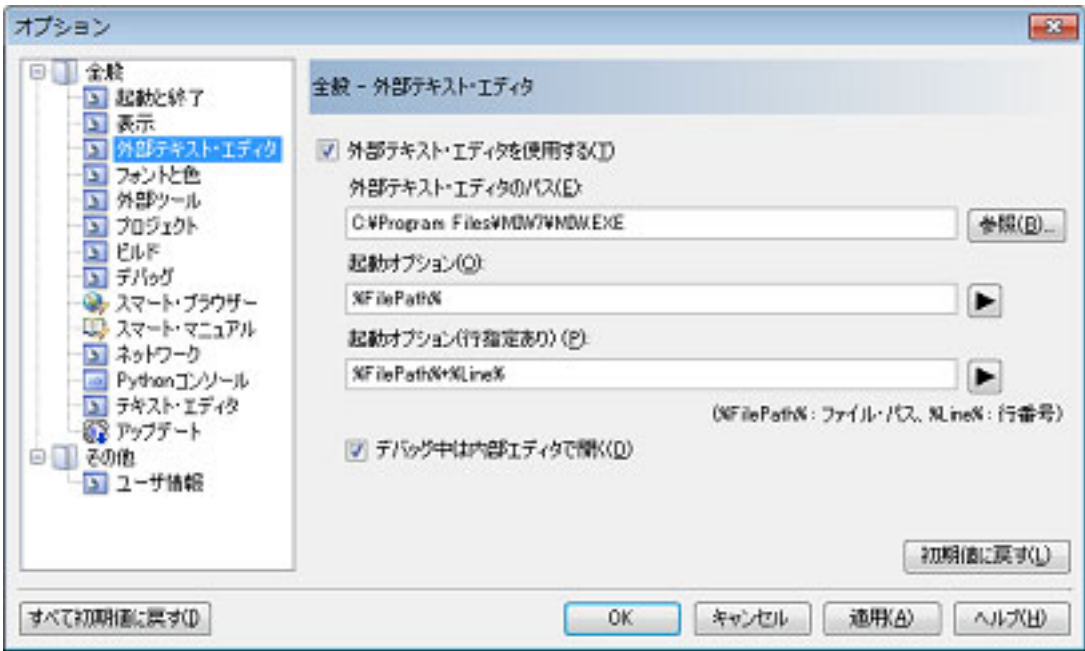 オプション
全般
起動と終了
表示
外部テキスト・エディタ
フォントと色
外部ツール
プロジェクト
ビルド
デバッグ
スマート・ブラウザー
スマート・マニュアル
ネットワーク
Pythonコンソール
テキスト・エディタ
アップデート
その他
ユーザ情報
全般 - 外部テキスト・エディタ
外部テキスト・エディタを使用する(T)
外部テキスト・エディタのパス(E):
C:¥Program Files¥MIW7¥MIW.EXE
参照(B)...
起動オプション(O):
%FilePath%
起動オプション(行指定あり) (P):
%FilePath%+%Line%
(%FilePath% : ファイル・パス、%Line% : 行番号)
デバッグ中は内部エディタで開く(D)
初期値に戻す(L)
すべて初期値に戻す(I)
OK
キャンセル
適用(A)
ヘルプ(H)